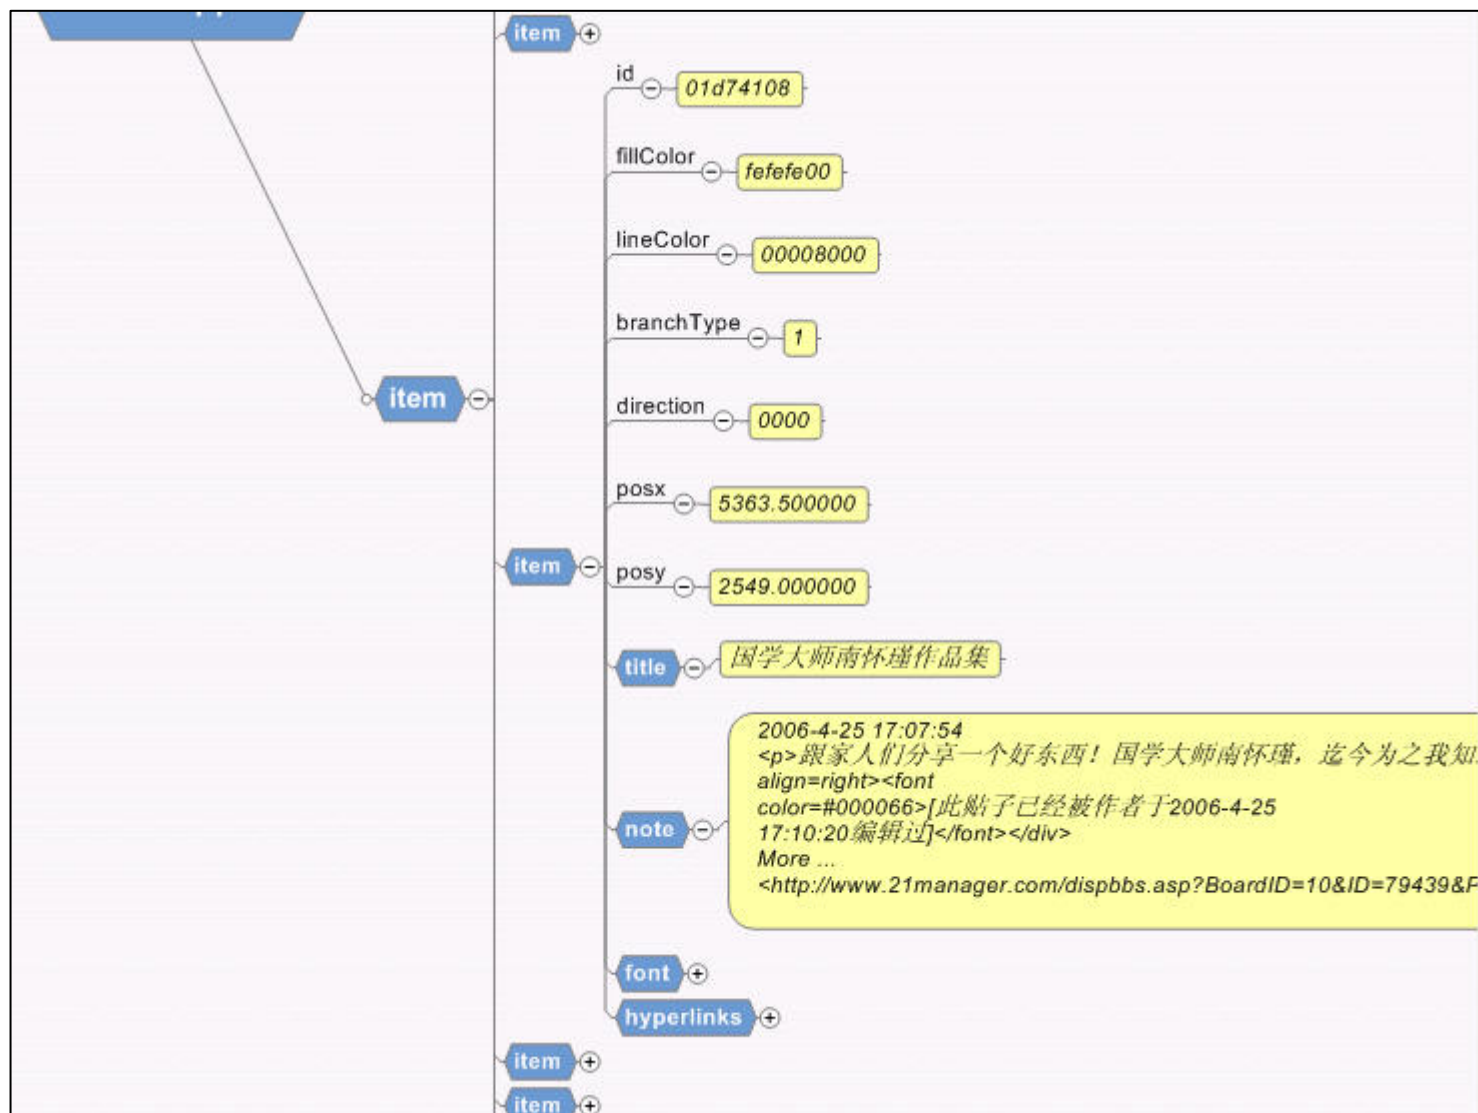 item
id
01d74108
fillColor
fefefe00
lineColor
00008000
branchType
1
direction
0000
item
posx
5363.500000
item
posy
2549.000000
title
国学大师南怀瑾作品集
note
2006-4-25 17:07:54
<p>跟家人们分享一个好东西！国学大师南怀瑾，迄今为之我知
align=right><font
color=#000066>[此贴子已经被作者于2006-4-25
17:10:20编辑过]</font></div>
More ...
<http://www.21manager.com/dispbbs.asp?BoardID=10&ID=79439&P
font
hyperlinks
item
item